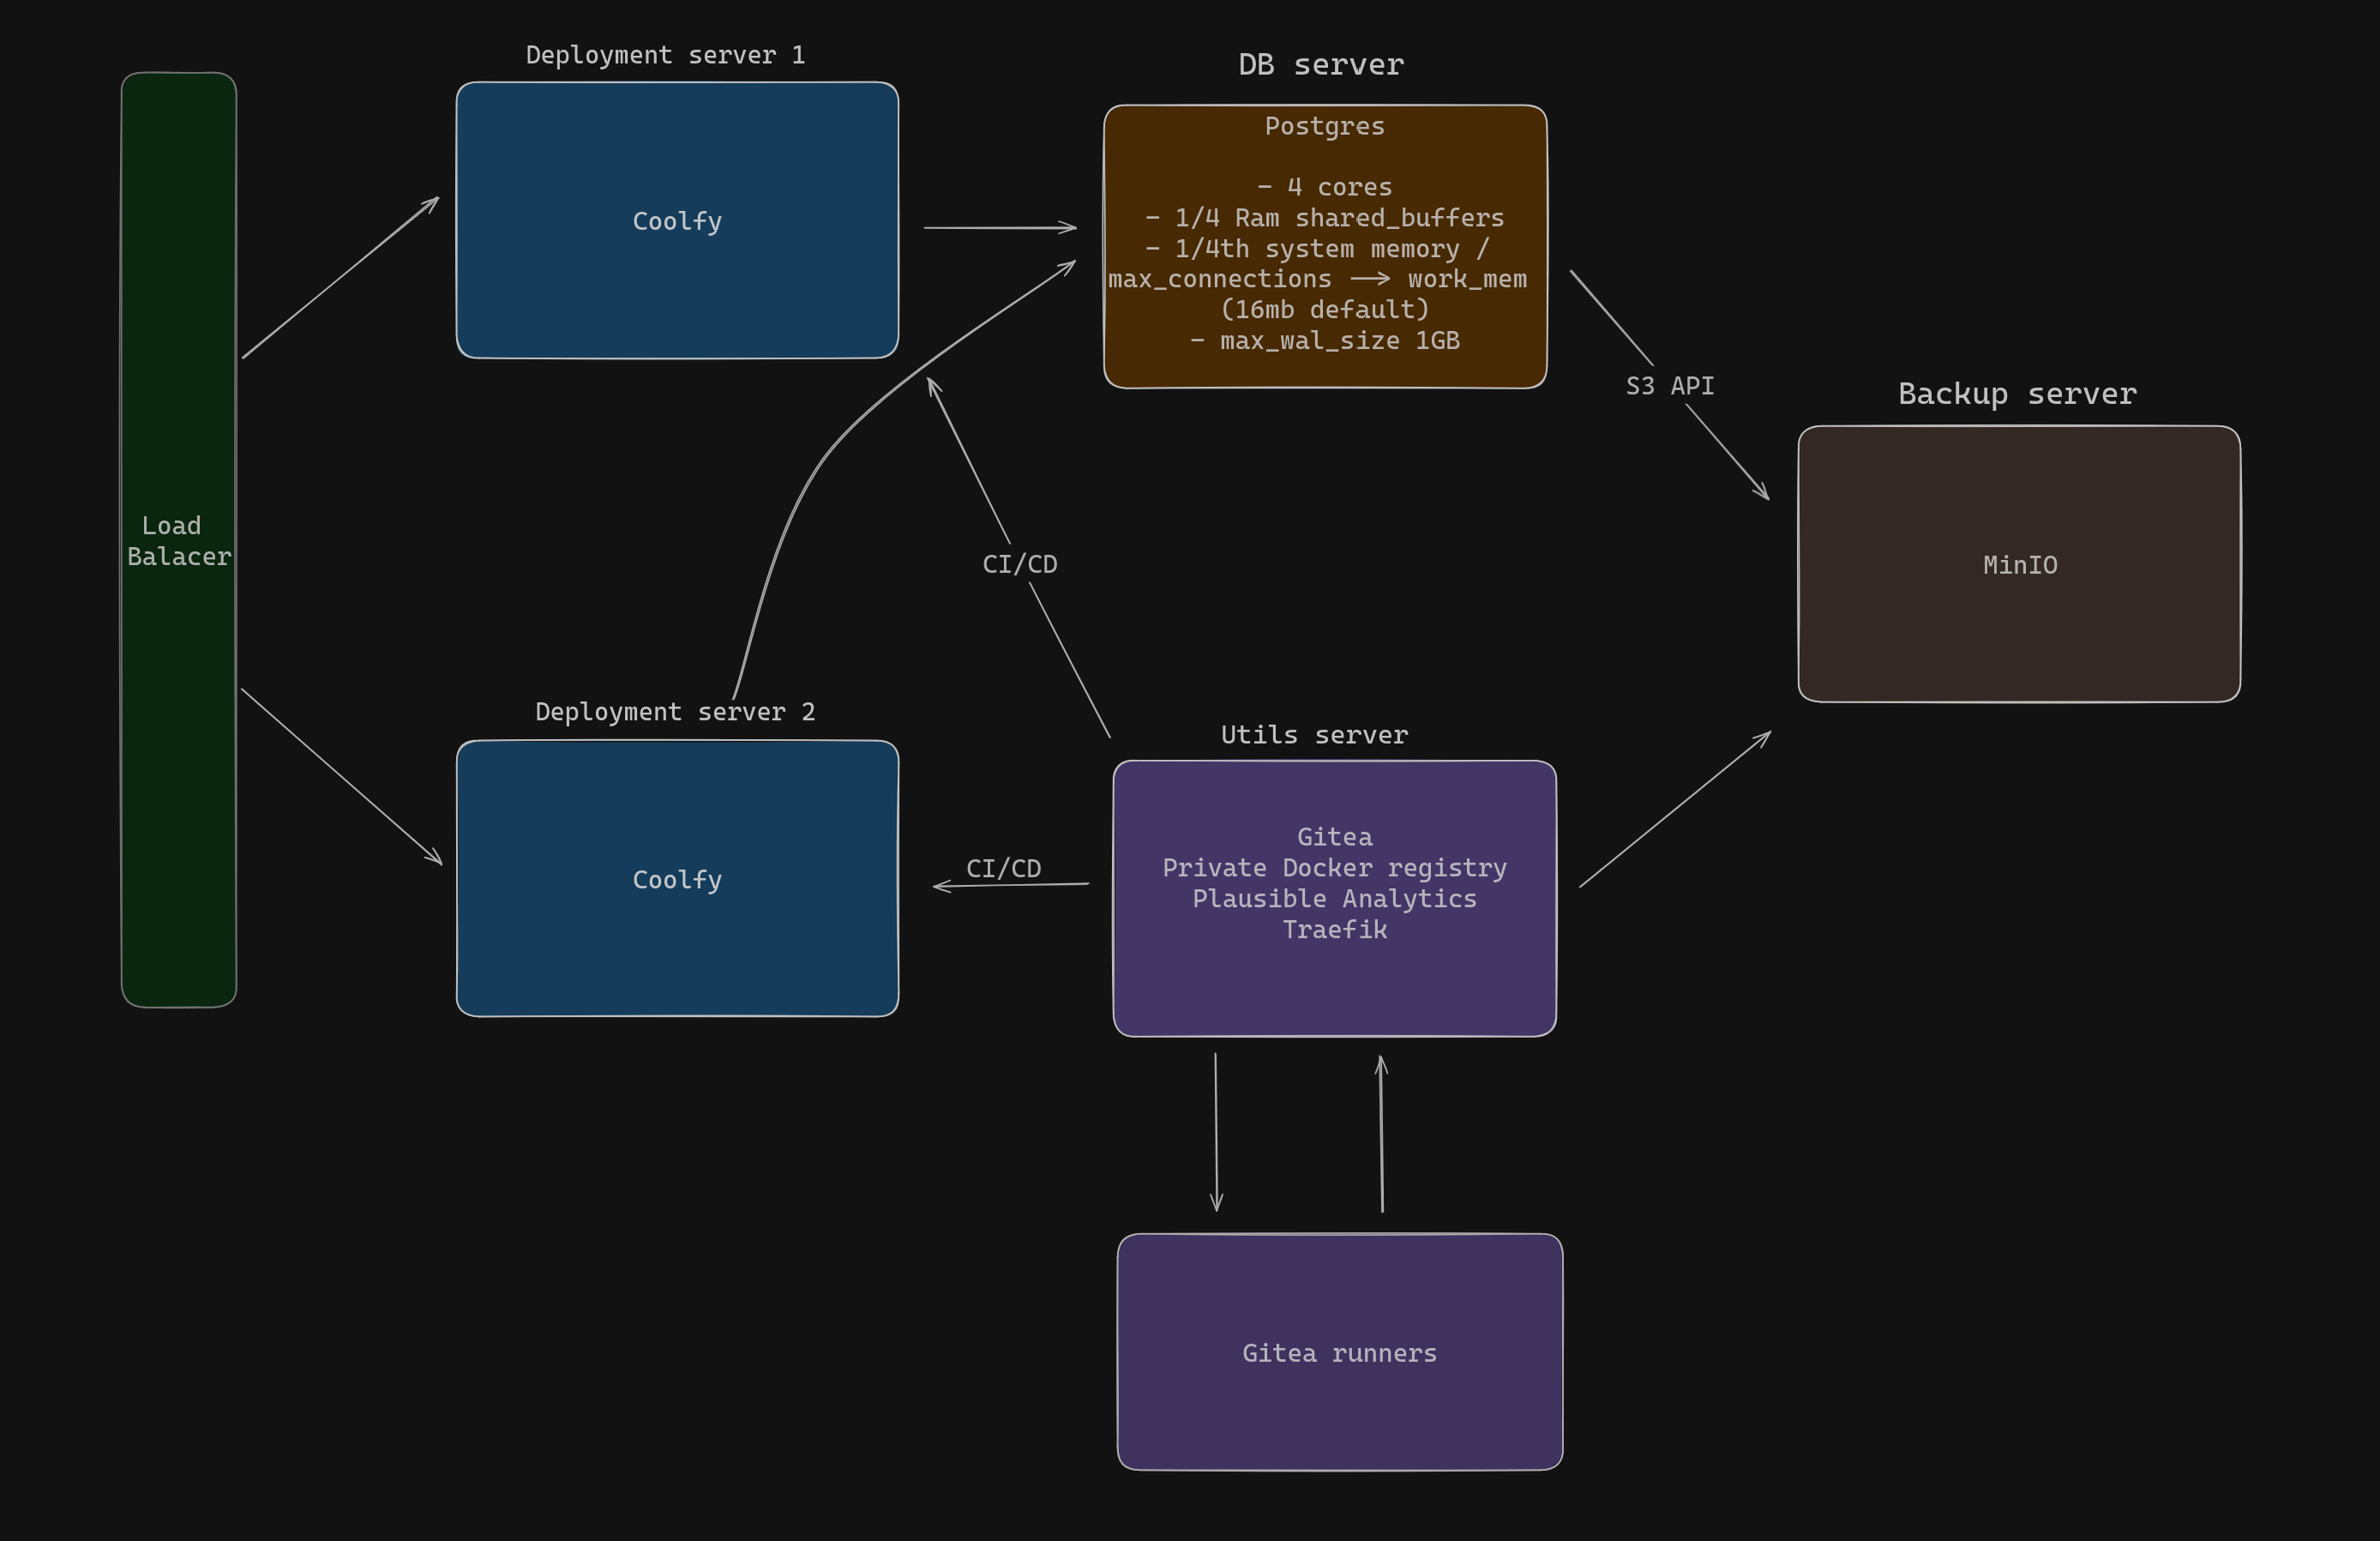 Deployment server 1
DB server
Coolfy
Postgres
- 4 cores
- 1/4 Ram shared_buffers
- 1/4th system memory /
max_connections --> work_mem
(16mb default)
- max_wal_size 1GB
S3 API
Backup server
MinIO
Load
Balacer
CI/CD
Deployment server 2
Coolfy
CI/CD
Utils server
Gitea
Private Docker registry
Plausible Analytics
Traefik
Gitea runners